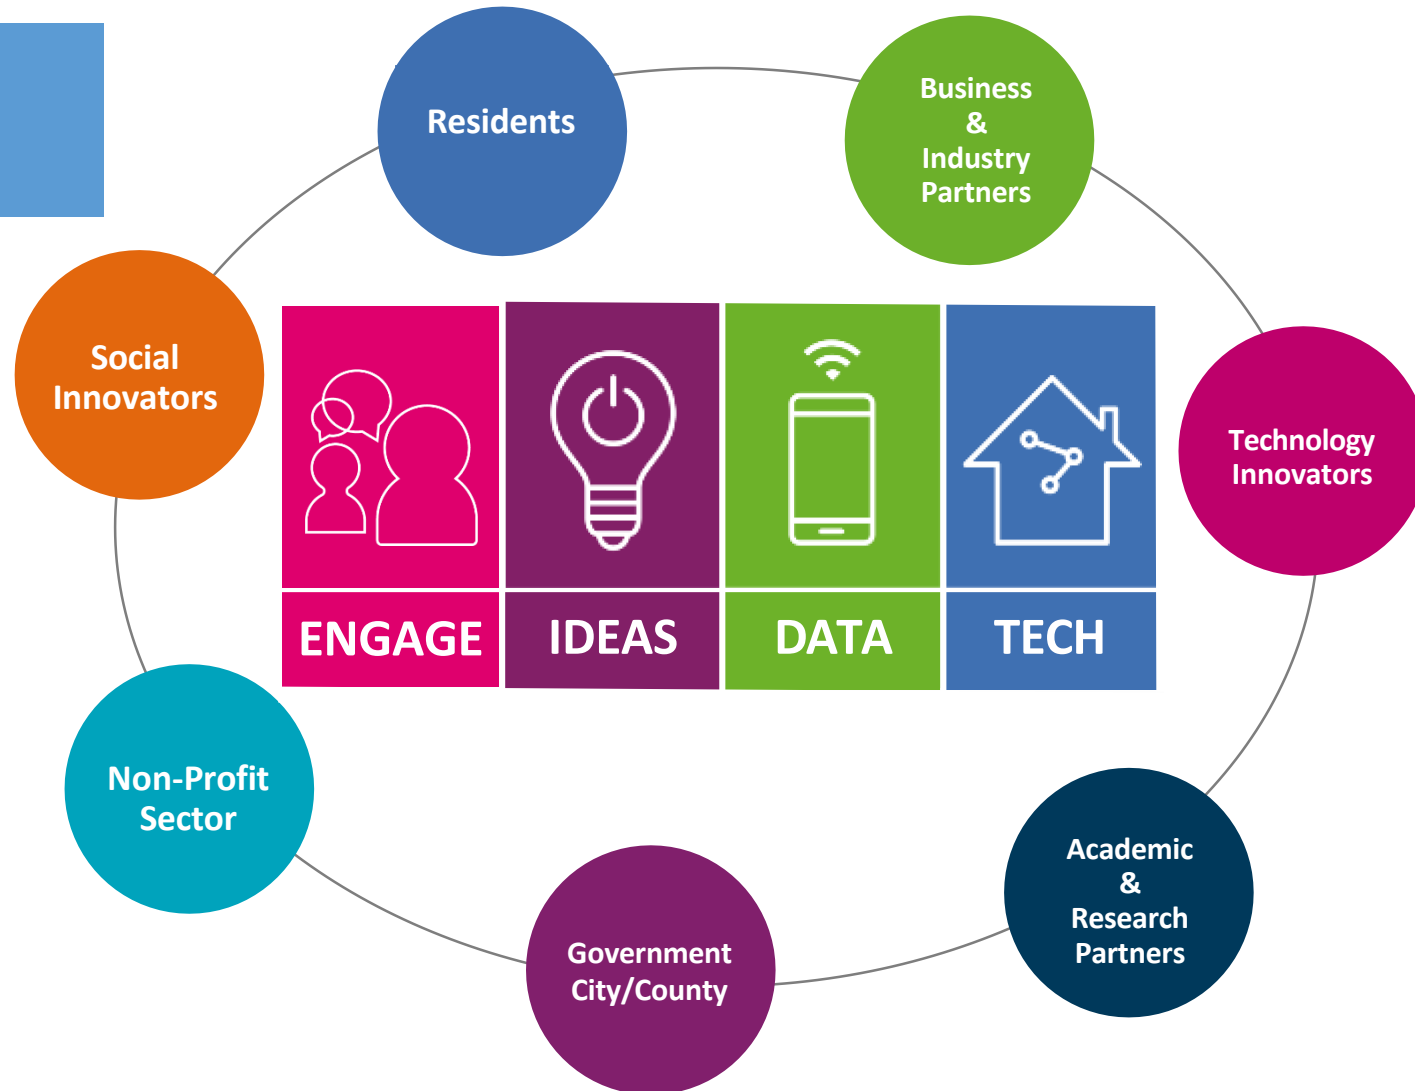 Residents
Business
&
Industry
Partners
Social
Innovators
Technology
Innovators
ENGAGE
IDEAS
DATA
TECH
Non-Profit
Sector
Academic
&
Research
Partners
Government
City/County